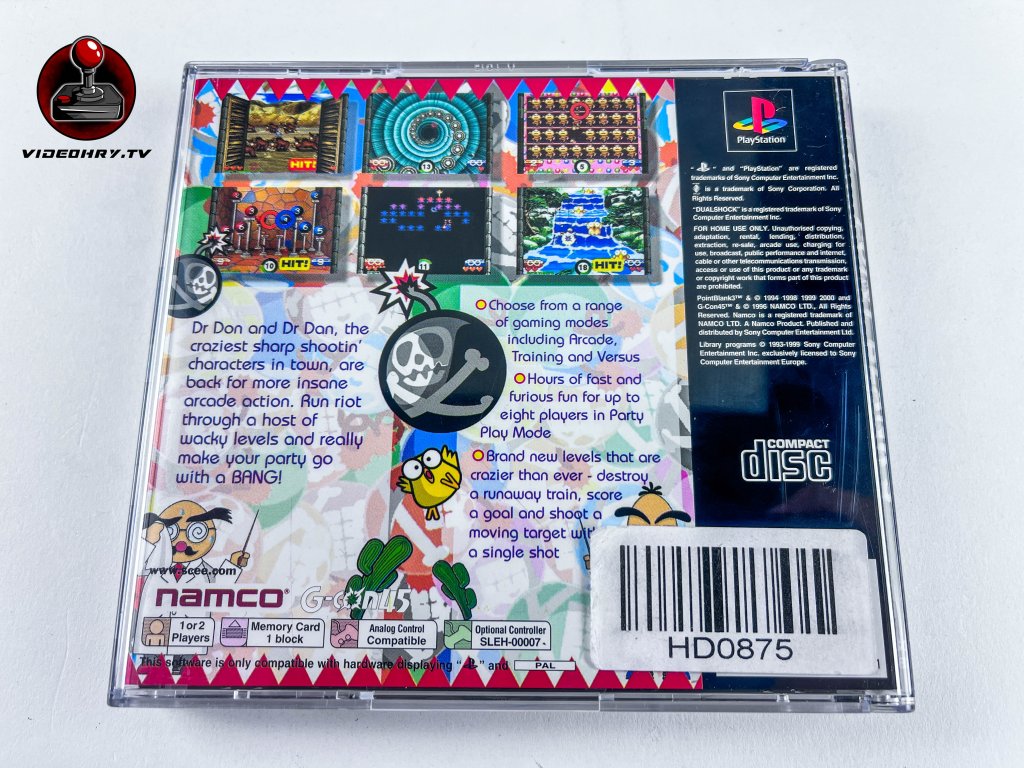 VIDEOHRY.TV
HIT!
13
5
10
HIT!
11
18
HIT!
PlayStation
" " and "PlayStation" are registered
trademarks of Sony Computer Entertainment Inc.
is a trademark of Sony Corporation. All
Rights Reserved.
"DUALSHOCK" is a registered trademark of Sony
Computer Entertainment Inc.
FOR HOME USE ONLY. Unauthorised copying,
adaptation, rental, lending, distribution,
extraction, re-sale, arcade use, charging for
use, broadcast, public performance and internet,
cable or other telecommunications transmission,
access or use of this product or any trademark
or copyright work that forms part of this product
are prohibited.
PointBlank3™ & © 1994 1998 1999 2000 and
G-Con45™ & © 1996 NAMCO LTD., All Rights
Reserved. Namco is a registered trademark of
NAMCO LTD. A Namco Product. Published and
distributed by Sony Computer Entertainment Ltd.
Library programs © 1993-1999 Sony Computer
Entertainment Inc. exclusively licensed to Sony
Computer Entertainment Europe.
Dr Don and Dr Dan, the
craziest sharp shootin'
characters in town, are
back for more insane
arcade action. Run riot
through a host of
wacky levels and really
make your party go
with a BANG!
Choose from a range
of gaming modes
including Arcade,
Training and Versus
Hours of fast and
furious fun for up to
eight players in Party
Play Mode
Brand new levels that are
crazier than ever - destroy
a runaway train, score
a goal and shoot a
moving target with
a single shot
COMPACT
disc
www.scee.com
namco® G-con45
1 or 2
Players
Memory Card
1 block
Analog Control
Compatible
Optional Controller
SLEH-00007
HD0875
This software is only compatible with hardware displaying " " and PAL
1